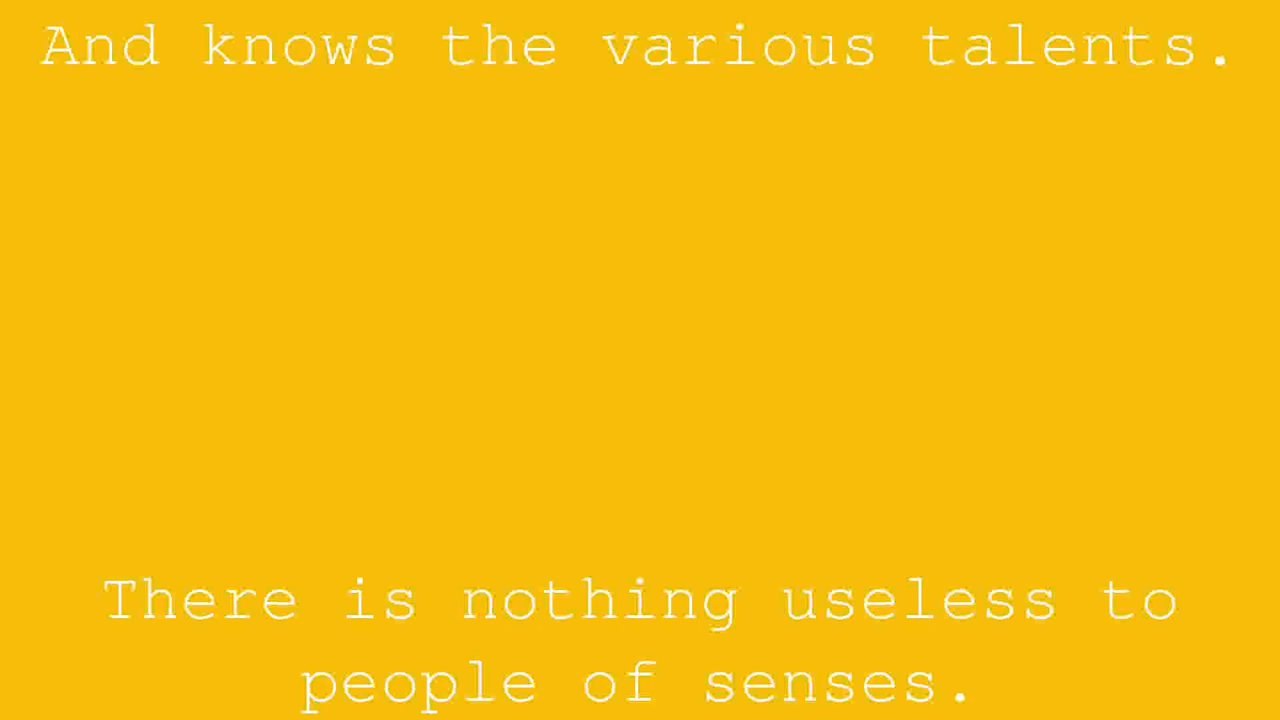 And knows the various talents.
There is nothing useless to
people of senses.